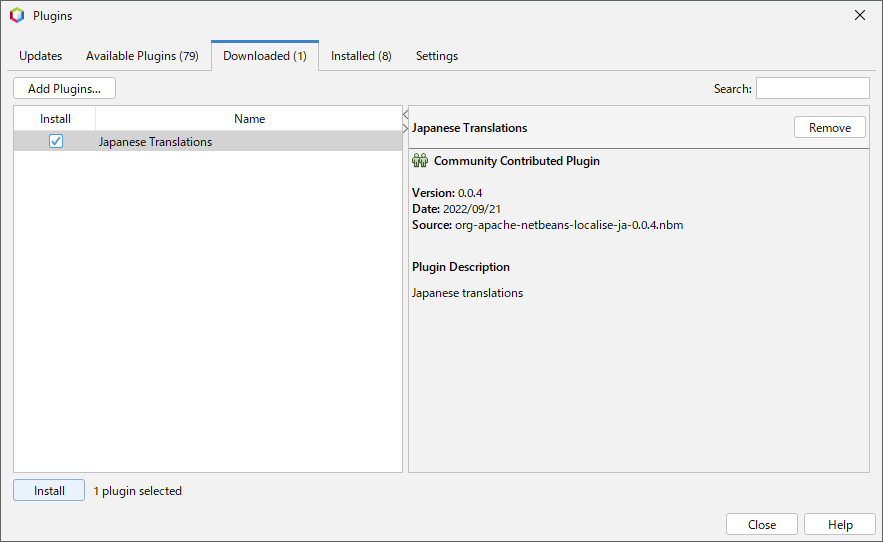 Plugins
Updates Available Plugins (79) Downloaded (1) Installed (8) Settings
Add Plugins... Search:
Install Name
Japanese Translations
Japanese Translations Remove
Community Contributed Plugin
Version: 0.0.4
Date: 2022/09/21
Source: org-apache-netbeans-localise-ja-0.0.4.nbm
Plugin Description
Japanese translations
Install 1 plugin selected
Close Help